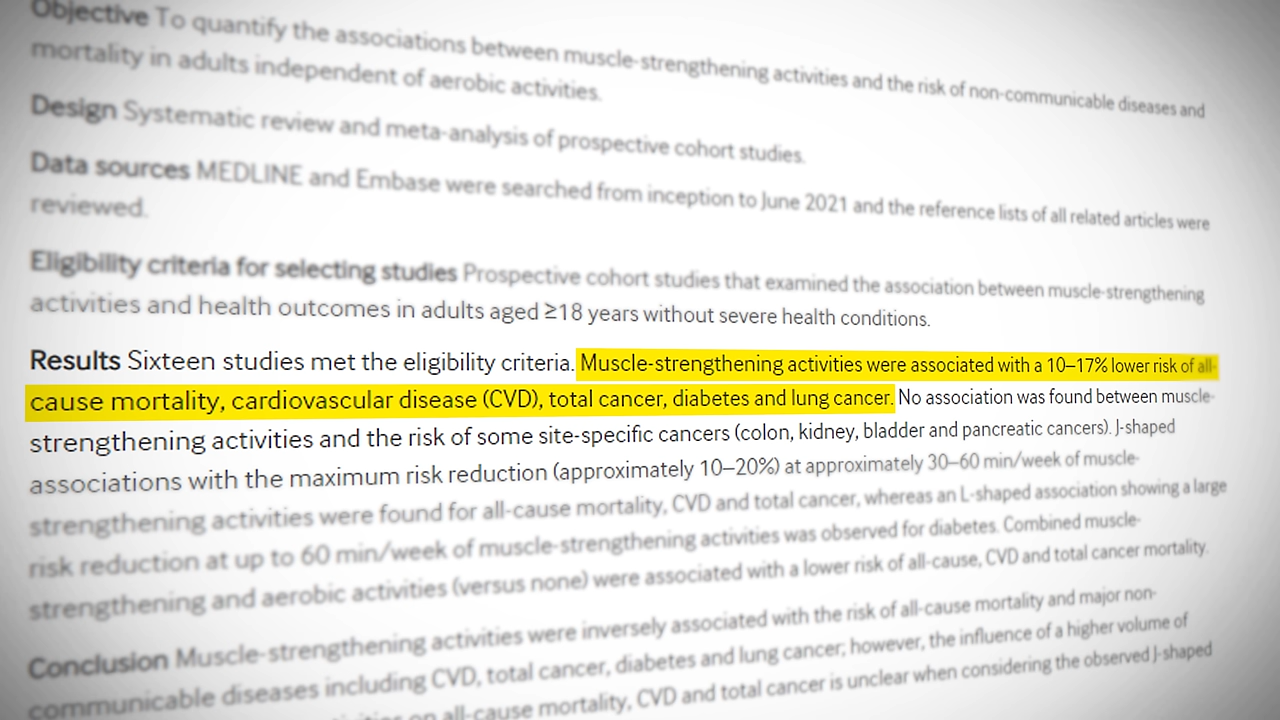 Objective To quantify the associations between muscle-strengthening activities and the risk of non-communicable diseases and
mortality in adults independent of aerobic activities.
Design Systematic review and meta-analysis of prospective cohort studies.
Data sources MEDLINE and Embase were searched from inception to June 2021 and the reference lists of all related articles were
reviewed.
Eligibility criteria for selecting studies Prospective cohort studies that examined the association between muscle-strengthening
activities and health outcomes in adults aged ≥18 years without severe health conditions.
Results Sixteen studies met the eligibility criteria. Muscle-strengthening activities were associated with a 10–17% lower risk of all-
cause mortality, cardiovascular disease (CVD), total cancer, diabetes and lung cancer. No association was found between muscle-
strengthening activities and the risk of some site-specific cancers (colon, kidney, bladder and pancreatic cancers). J-shaped
associations with the maximum risk reduction (approximately 10–20%) at approximately 30–60 min/week of muscle-
strengthening activities were found for all-cause mortality, CVD and total cancer, whereas an L-shaped association showing a large
risk reduction at up to 60 min/week of muscle-strengthening activities was observed for diabetes. Combined muscle-
strengthening and aerobic activities (versus none) were associated with a lower risk of all-cause, CVD and total cancer mortality.
Conclusion Muscle-strengthening activities were inversely associated with the risk of all-cause mortality and major non-
communicable diseases including CVD, total cancer, diabetes and lung cancer; however, the influence of a higher volume of
on all-cause mortality, CVD and total cancer is unclear when considering the observed J-shaped